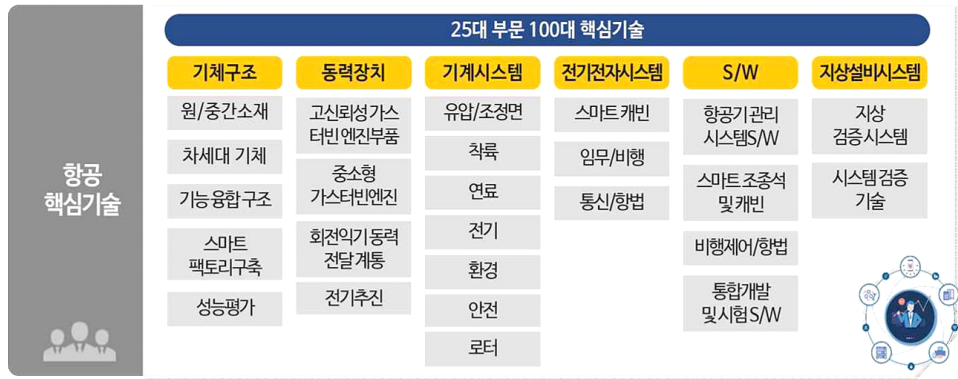 25대 부문 100대 핵심기술
항공
핵심기술
기체구조
원/중간소재
차세대 기체
기능 융합 구조
스마트
팩토리구축
성능평가
동력장치
고신뢰성 가스
터빈 엔진부품
중소형
가스터빈엔진
회전익기 동력
전달 계통
전기추진
기계시스템
유압/조정면
착륙
연료
전기
환경
안전
로터
전기전자시스템
스마트 캐빈
임무/비행
통신/항법
S/W
항공기 관리
시스템S/W
스마트 조종석
및 캐빈
비행제어/항법
통합개발
및 시험 S/W
지상설비시스템
지상
검증 시스템
시스템 검증
기술